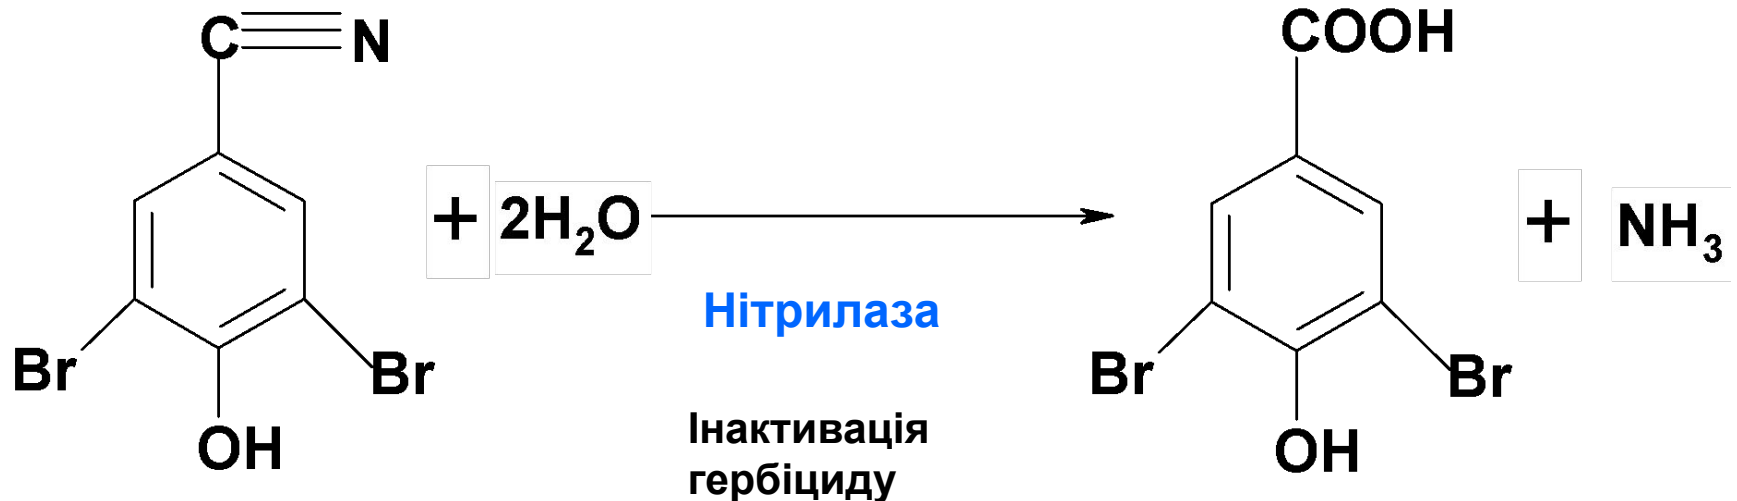 C≡N
COOH
+ 2H₂O
+ NH₃
Нітрилаза
Br
Br
Br
Br
OH
OH
Інактивація
гербіциду